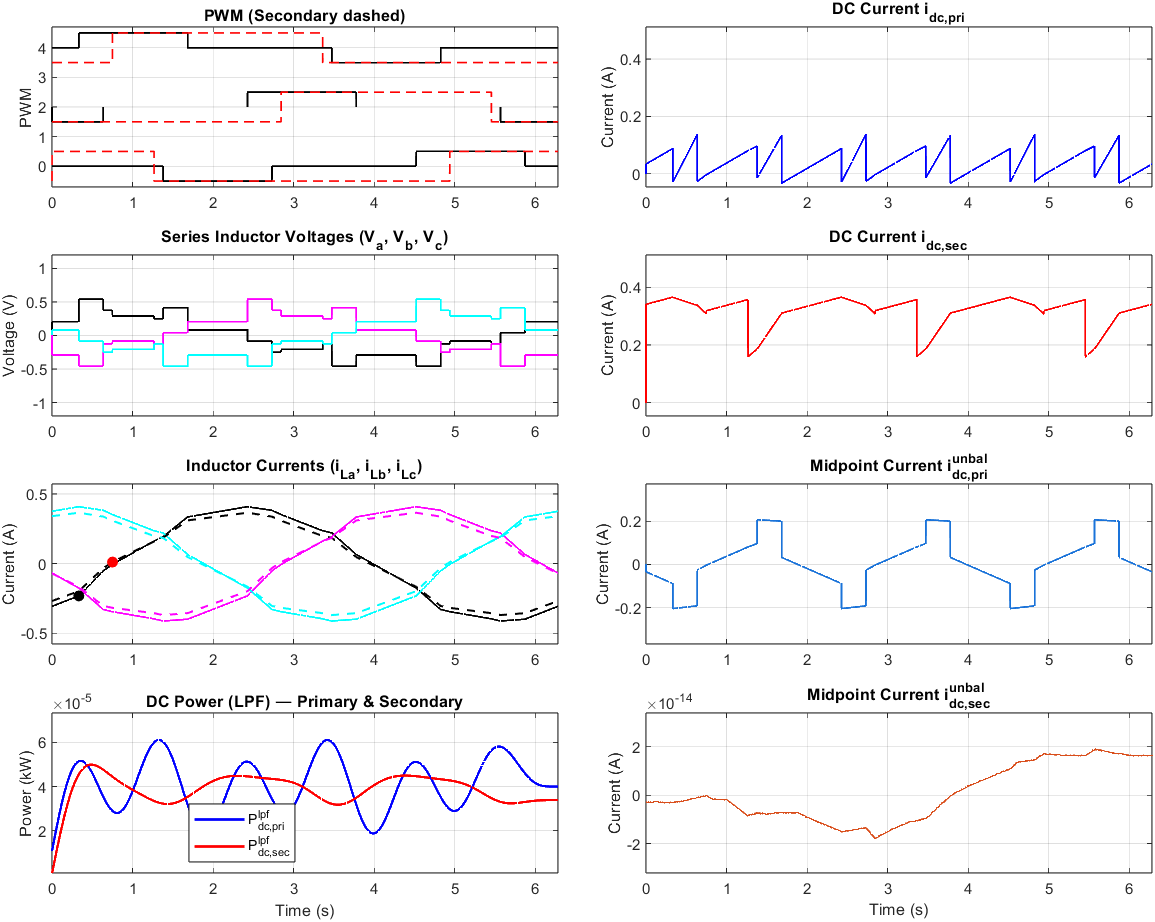 PWM (Secondary dashed)
PWM
4
3
2
1
0
0 1 2 3 4 5 6
DC Current i_dc,pri
Current (A)
0.4
0.2
0
0 1 2 3 4 5 6
Series Inductor Voltages (V_a, V_b, V_c)
Voltage (V)
1
0.5
0
-0.5
-1
0 1 2 3 4 5 6
DC Current i_dc,sec
Current (A)
0.4
0.2
0
0 1 2 3 4 5 6
Inductor Currents (i_La, i_Lb, i_Lc)
Current (A)
0.5
0
-0.5
0 1 2 3 4 5 6
Midpoint Current i^unbal_dc,pri
Current (A)
0.2
0
-0.2
0 1 2 3 4 5 6
DC Power (LPF) — Primary & Secondary
×10^-5
Power (kW)
6
4
2
P^lpf_dc,pri
P^lpf_dc,sec
0 1 2 3 4 5 6
Time (s)
Midpoint Current i^unbal_dc,sec
×10^-14
Current (A)
2
0
-2
0 1 2 3 4 5 6
Time (s)